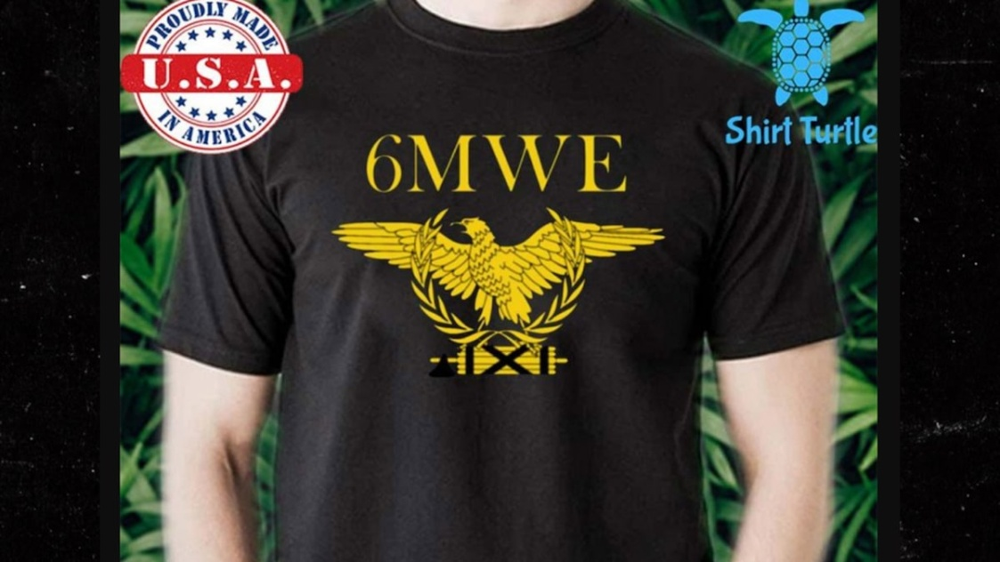 PROUDLY MADE
U.S.A.
IN AMERICA
Shirt Turtle
6MWE